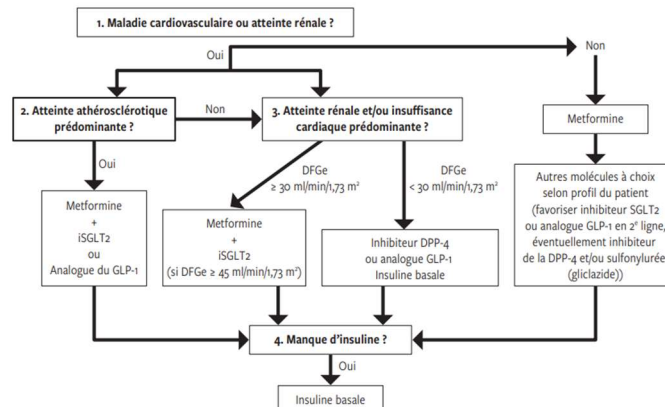 1. Maladie cardiovasculaire ou atteinte rénale ?
Oui
Non
2. Atteinte athérosclérotique
prédominante ?
Non
3. Atteinte rénale et/ou insuffisance
cardiaque prédominante ?
Metformine
Oui
DFGe
≥ 30 ml/min/1,73 m²
DFGe
< 30 ml/min/1,73 m²
Metformine
+
iSGLT2
ou
Analogue du GLP-1
Metformine
+
iSGLT2
(si DFGe ≥ 45 ml/min/1,73 m²)
Inhibiteur DPP-4
ou analogue GLP-1
Insuline basale
Autres molécules à choix
selon profil du patient
(favoriser inhibiteur SGLT2
ou analogue GLP-1 en 2e ligne,
éventuellement inhibiteur
de la DPP-4 et/ou sulfonylurée
(gliclazide))
4. Manque d’insuline ?
Oui
Insuline basale